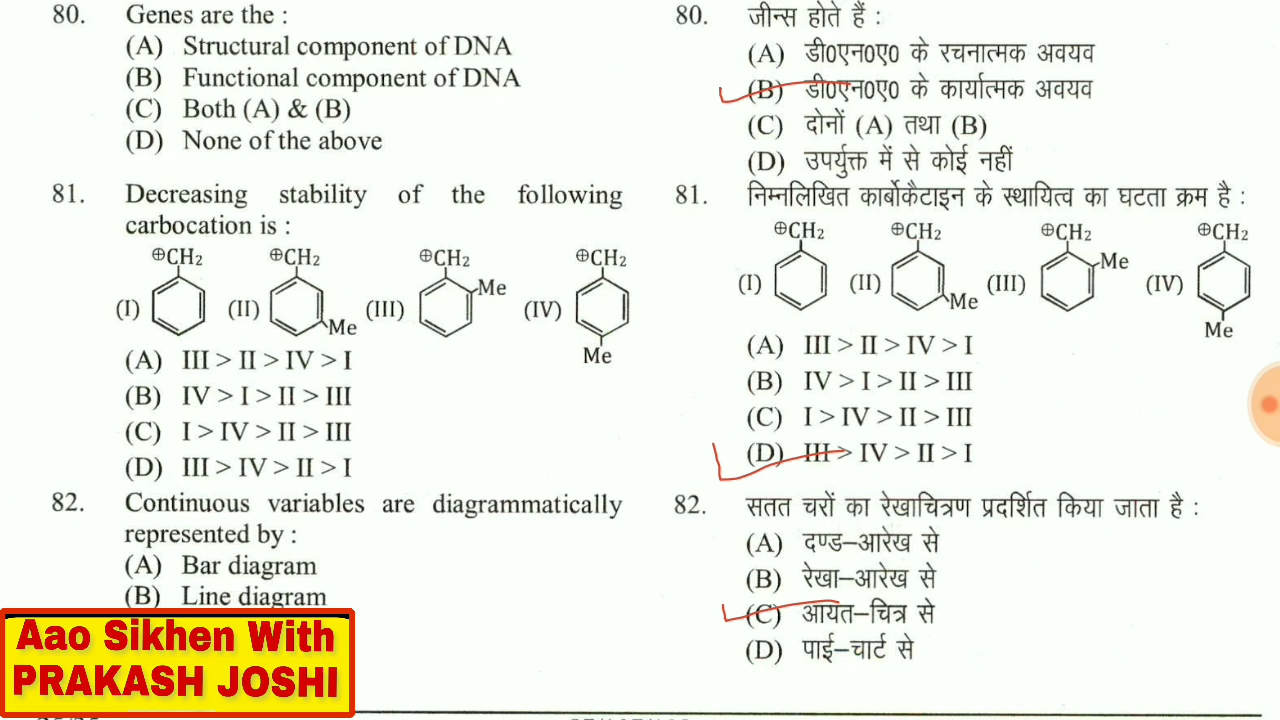 80. Genes are the :
(A) Structural component of DNA
(B) Functional component of DNA
(C) Both (A) & (B)
(D) None of the above
81. Decreasing stability of the following
carbocation is :
⊕CH2 ⊕CH2 ⊕CH2 ⊕CH2
(I) (II) Me (III) Me (IV) Me
(A) III > II > IV > I
(B) IV > I > II > III
(C) I > IV > II > III
(D) III > IV > II > I
82. Continuous variables are diagrammatically
represented by :
(A) Bar diagram
(B) Line diagram
Aao Sikhen With
PRAKASH JOSHI
80. जीन्स होते हैं :
(A) डी0एन0ए0 के रचनात्मक अवयव
(B) डी0एन0ए0 के कार्यात्मक अवयव
(C) दोनों (A) तथा (B)
(D) उपर्युक्त में से कोई नहीं
81. निम्नलिखित कार्बोकैटाइन के स्थायित्व का घटता क्रम है :
⊕CH2 ⊕CH2 ⊕CH2 ⊕CH2
(I) (II) Me (III) Me (IV) Me
(A) III > II > IV > I
(B) IV > I > II > III
(C) I > IV > II > III
(D) III > IV > II > I
82. सतत चरों का रेखाचित्रण प्रदर्शित किया जाता है :
(A) दण्ड–आरेख से
(B) रेखा–आरेख से
(C) आयत–चित्र से
(D) पाई–चार्ट से